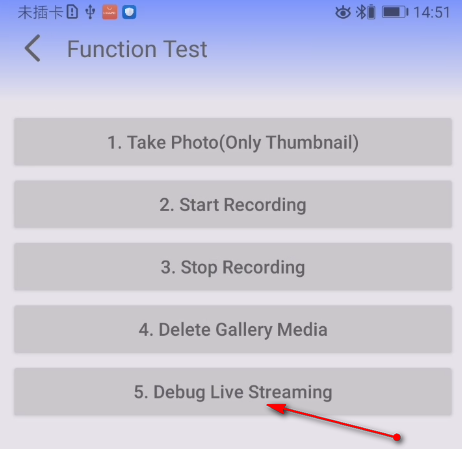 未插卡 14:51
Function Test
1. Take Photo(Only Thumbnail)
2. Start Recording
3. Stop Recording
4. Delete Gallery Media
5. Debug Live Streaming